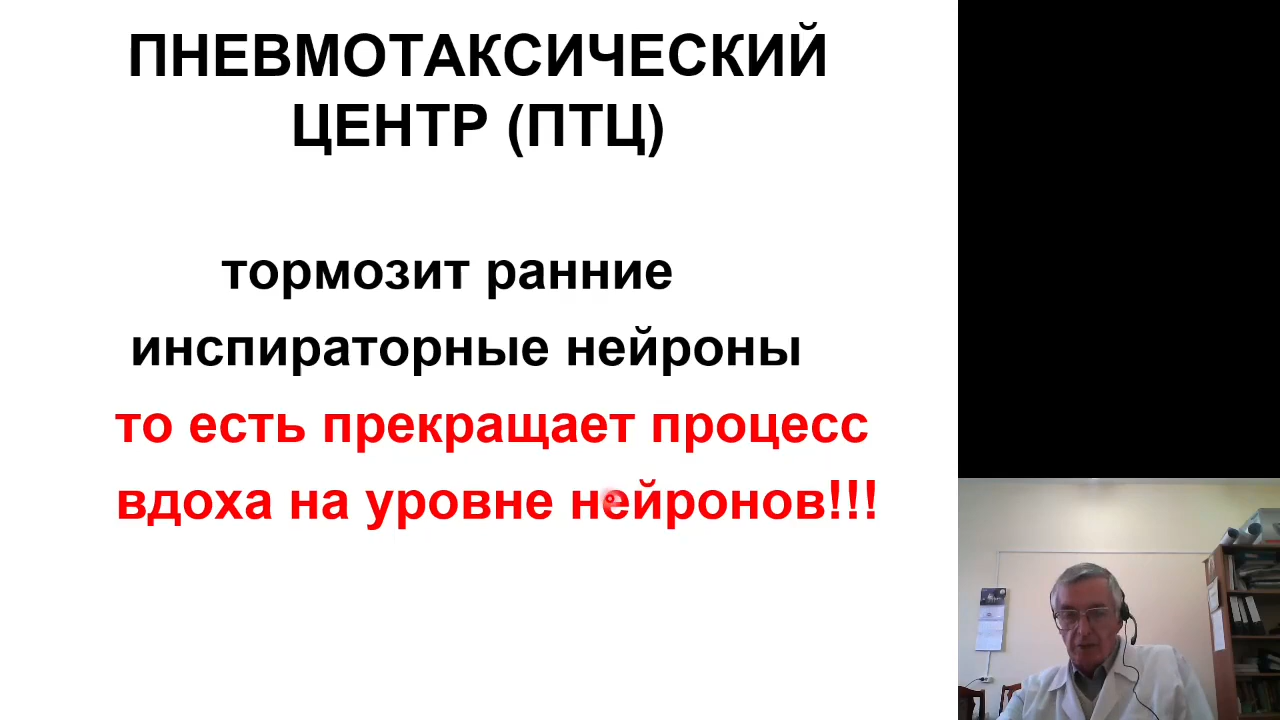 ПНЕВМОТАКСИЧЕСКИЙ
ЦЕНТР (ПТЦ)
тормозит ранние
инспираторные нейроны
то есть прекращает процесс
вдоха на уровне нейронов!!!